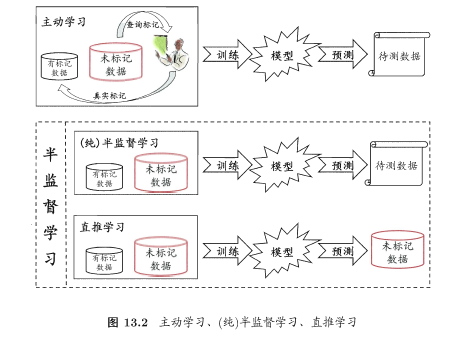 主动学习
查询标记
有标记
数据
未标记
数据
真实标记
训练
模型
预测
待测数据
半监督学习
(纯)半监督学习
有标记
数据
未标记
数据
训练
模型
预测
待测数据
直推学习
有标记
数据
未标记
数据
训练
模型
预测
未标记
数据
图 13.2 主动学习、(纯)半监督学习、直推学习